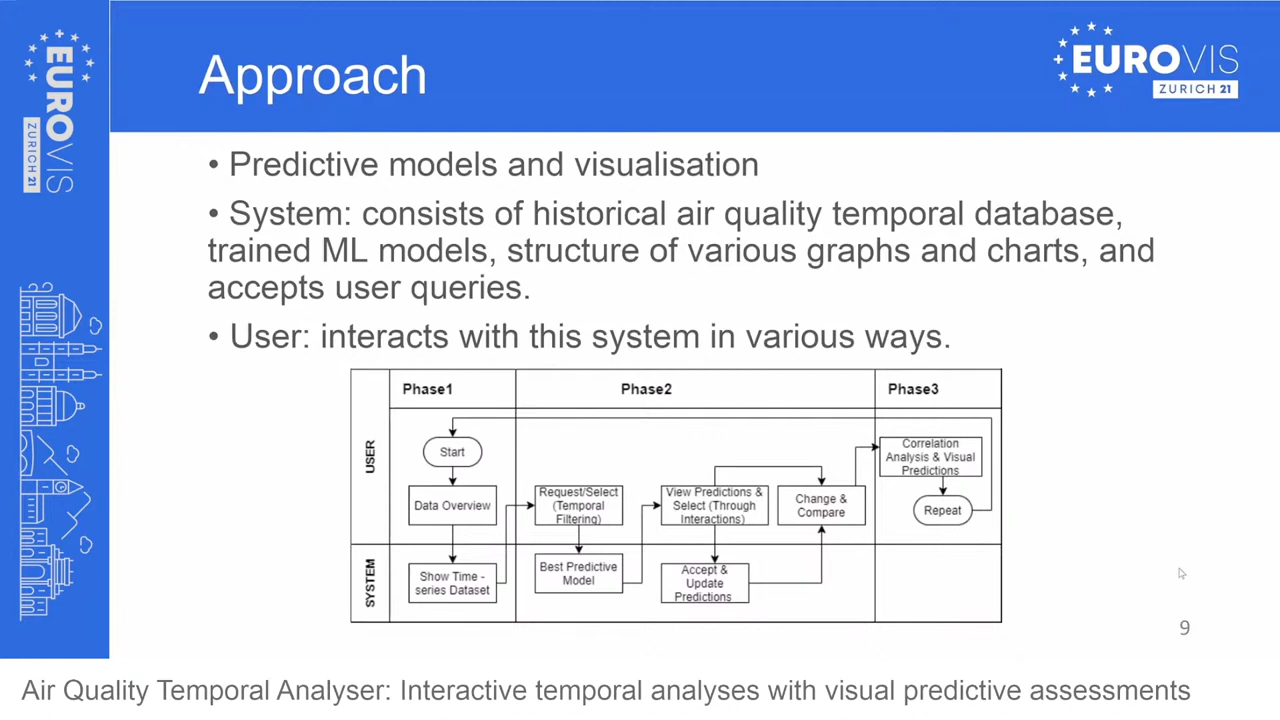 EUROVIS
ZURICH 21
Approach
EUROVIS
ZURICH 21
• Predictive models and visualisation
• System: consists of historical air quality temporal database,
trained ML models, structure of various graphs and charts, and
accepts user queries.
• User: interacts with this system in various ways.
Phase1
Phase2
Phase3
USER
Start
Data Overview
Request/Select
(Temporal
Filtering)
View Predictions &
Select (Through
Interactions)
Change &
Compare
Correlation
Analysis & Visual
Predictions
Repeat
SYSTEM
Show Time -
series Dataset
Best Predictive
Model
Accept &
Update
Predictions
9
Air Quality Temporal Analyser: Interactive temporal analyses with visual predictive assessments